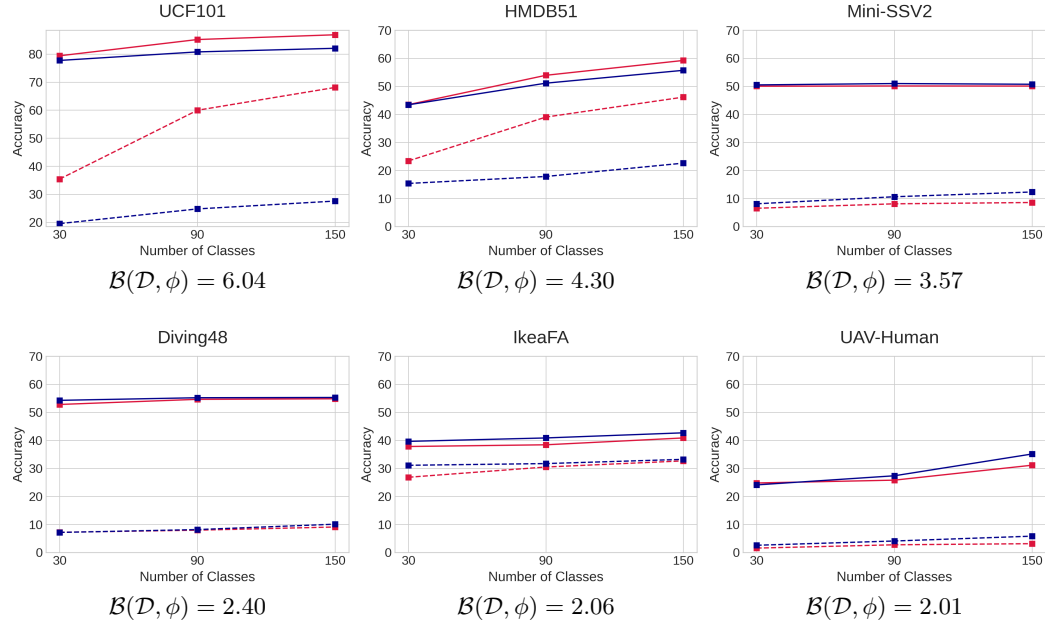 UCF101
80
70
60
50
40
30
20
Accuracy
30 90 150
Number of Classes
B(D, ϕ) = 6.04
HMDB51
70
60
50
40
30
20
10
0
Accuracy
30 90 150
Number of Classes
B(D, ϕ) = 4.30
Mini-SSV2
70
60
50
40
30
20
10
0
Accuracy
30 90 150
Number of Classes
B(D, ϕ) = 3.57
Diving48
70
60
50
40
30
20
10
0
Accuracy
30 90 150
Number of Classes
B(D, ϕ) = 2.40
IkeaFA
70
60
50
40
30
20
10
0
Accuracy
30 90 150
Number of Classes
B(D, ϕ) = 2.06
UAV-Human
70
60
50
40
30
20
10
0
Accuracy
30 90 150
Number of Classes
B(D, ϕ) = 2.01